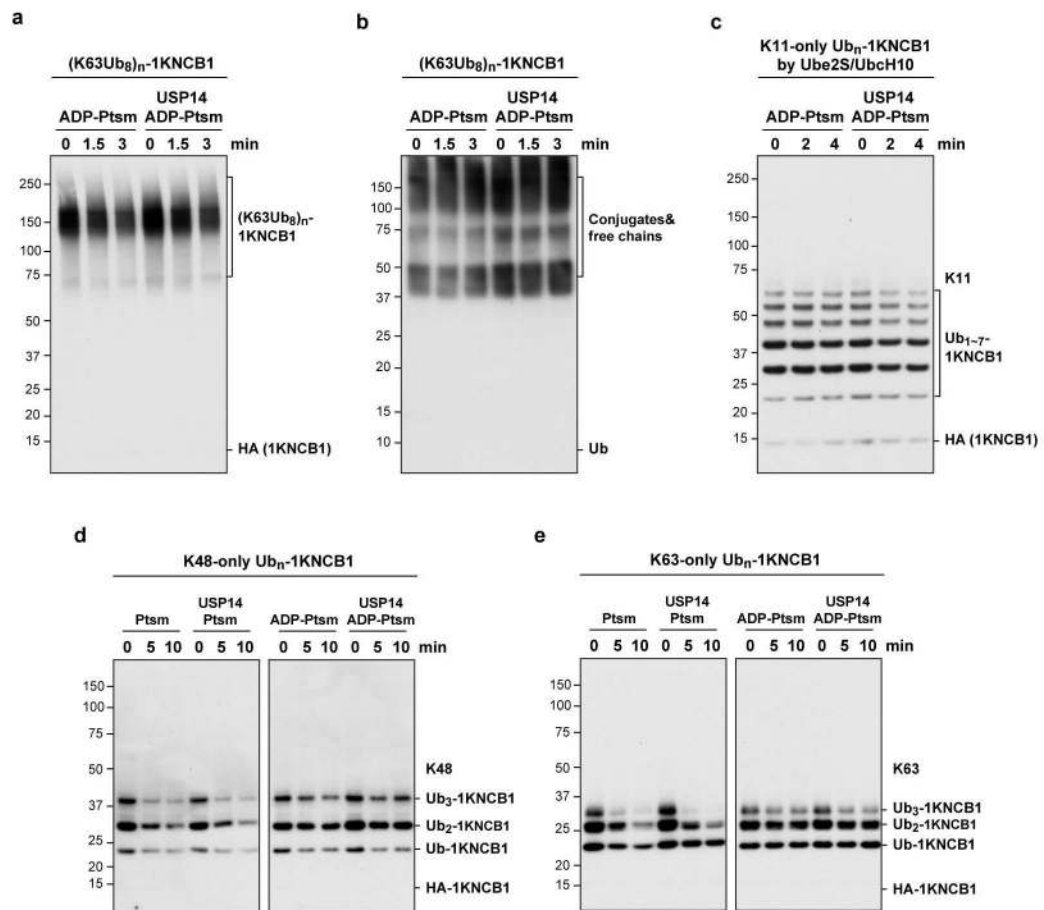 a
(K63Ub8)n-1KNCB1
USP14
ADP-Ptsm ADP-Ptsm
0 1.5 3 0 1.5 3 min
250
150
100
75
50
37
25
20
15
(K63Ub8)n-
1KNCB1
HA (1KNCB1)
b
(K63Ub8)n-1KNCB1
USP14
ADP-Ptsm ADP-Ptsm
0 1.5 3 0 1.5 3 min
150
100
75
50
37
25
20
15
10
Conjugates&
free chains
Ub
c
K11-only Ubn-1KNCB1
by Ube2S/UbcH10
USP14
ADP-Ptsm ADP-Ptsm
0 2 4 0 2 4 min
250
150
100
75
50
37
25
20
15
K11
Ub1~7-
1KNCB1
HA (1KNCB1)
d
K48-only Ubn-1KNCB1
USP14 USP14
Ptsm Ptsm ADP-Ptsm ADP-Ptsm
0 5 10 0 5 10 0 5 10 0 5 10 min
150
100
75
50
37
25
20
15
K48
Ub3-1KNCB1
Ub2-1KNCB1
Ub-1KNCB1
HA-1KNCB1
e
K63-only Ubn-1KNCB1
USP14 USP14
Ptsm Ptsm ADP-Ptsm ADP-Ptsm
0 5 10 0 5 10 0 5 10 0 5 10 min
150
100
75
50
37
25
20
15
K63
Ub3-1KNCB1
Ub2-1KNCB1
Ub-1KNCB1
HA-1KNCB1